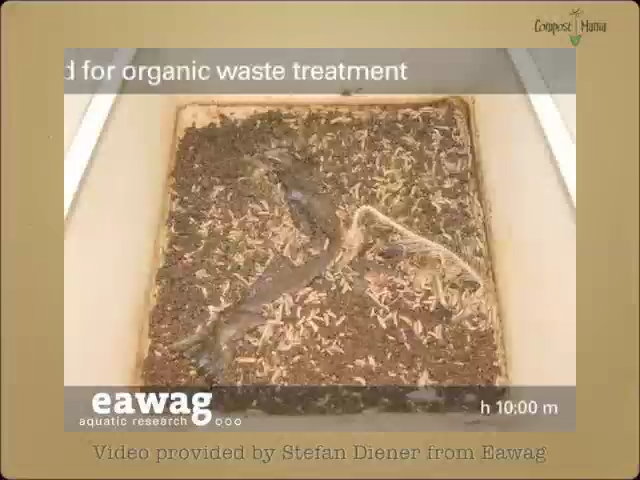 Compost Mania
d for organic waste treatment
eawag
aquatic research
h 10:00 m
Video provided by Stefan Diener from Eawag